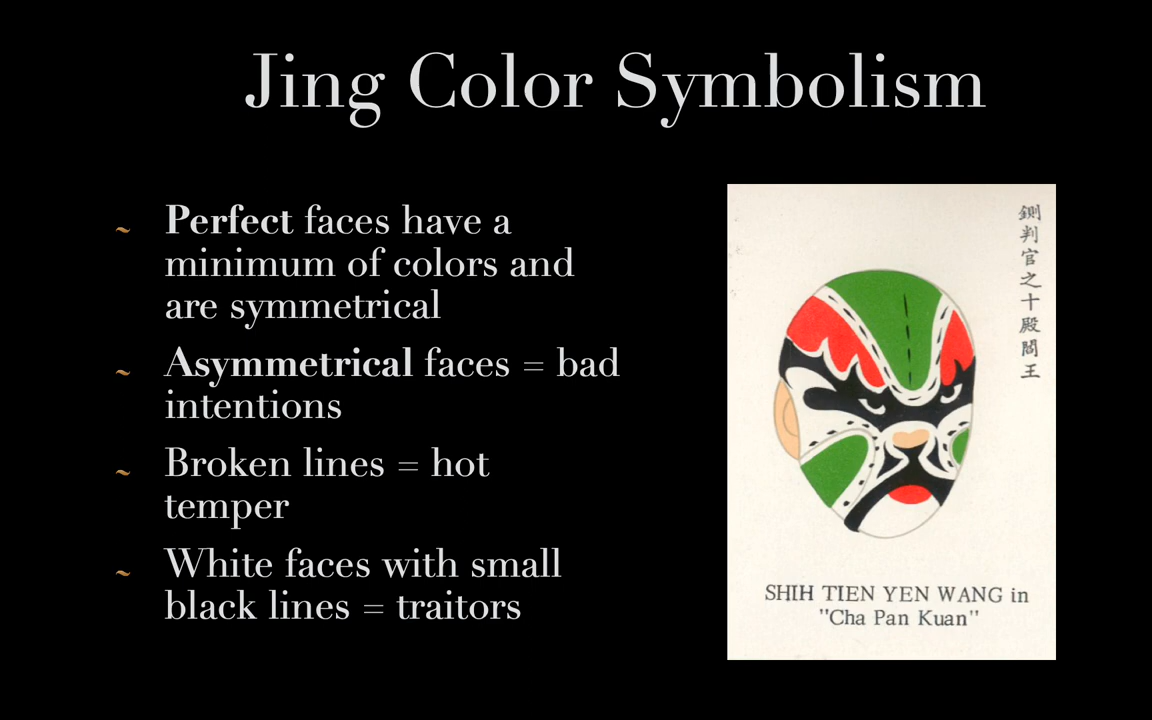 Jing Color Symbolism
~ Perfect faces have a
minimum of colors and
are symmetrical
~ Asymmetrical faces = bad
intentions
~ Broken lines = hot
temper
~ White faces with small
black lines = traitors
鍘判官之十殿閻王
SHIH TIEN YEN WANG in
"Cha Pan Kuan"